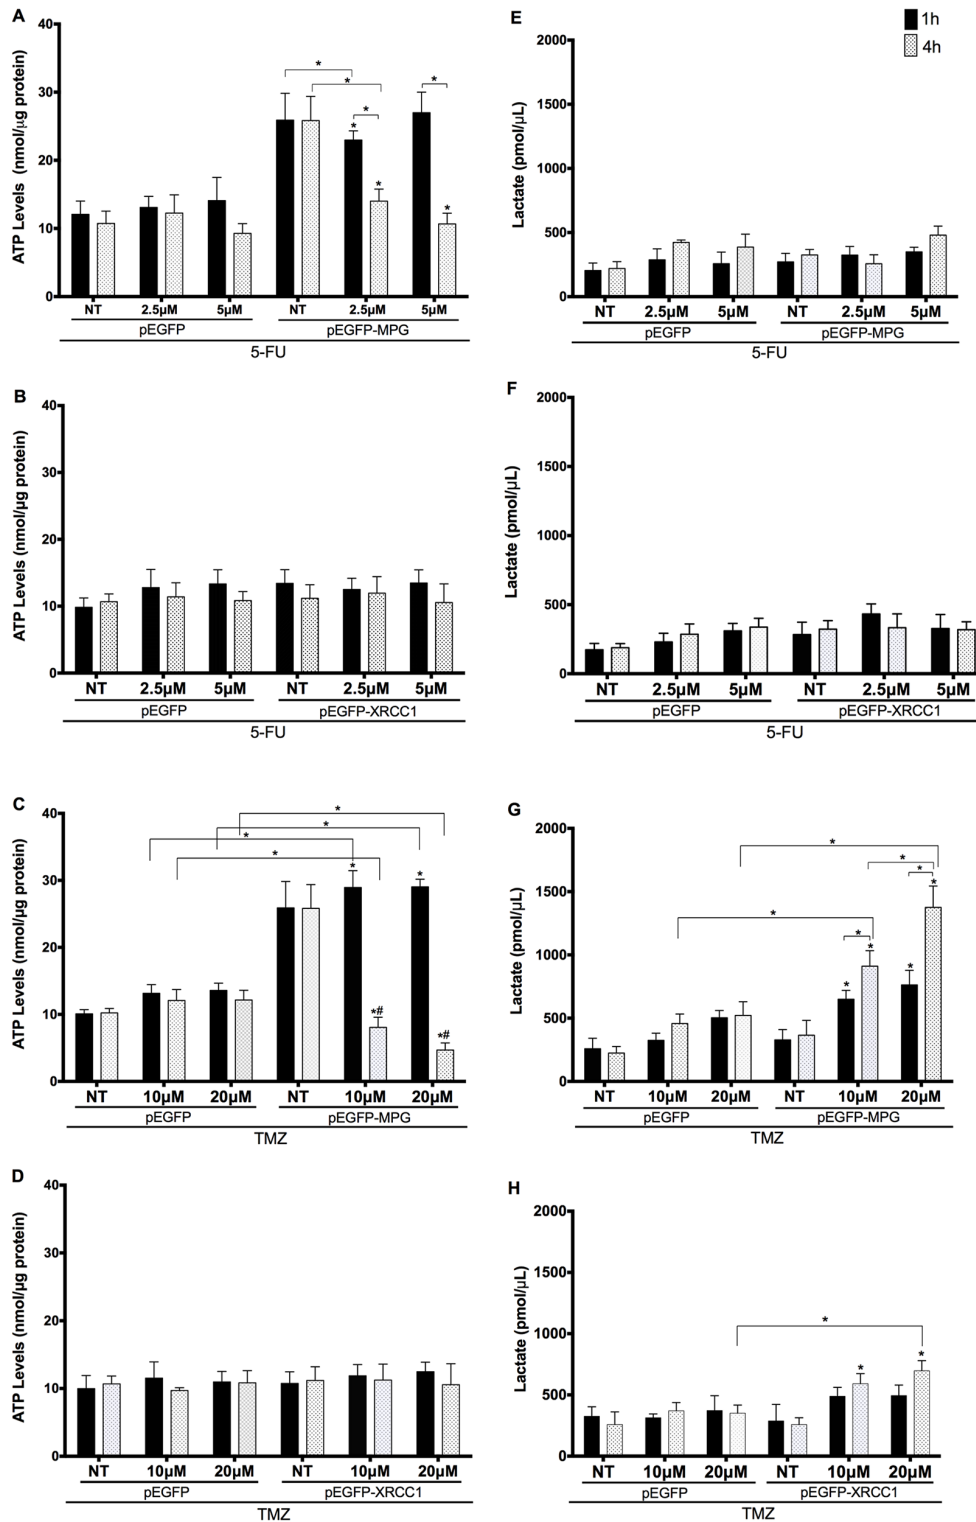 A
ATP Levels (nmol/µg protein)
40
30
20
10
0
* * * * * * *
NT 2.5µM 5µM NT 2.5µM 5µM
pEGFP pEGFP-MPG
5-FU
E
1h
4h
Lactate (pmol/µL)
2000
1500
1000
500
0
NT 2.5µM 5µM NT 2.5µM 5µM
pEGFP pEGFP-MPG
5-FU
B
ATP Levels (nmol/µg protein)
40
30
20
10
0
NT 2.5µM 5µM NT 2.5µM 5µM
pEGFP pEGFP-XRCC1
5-FU
F
Lactate (pmol/µL)
2000
1500
1000
500
0
NT 2.5µM 5µM NT 2.5µM 5µM
pEGFP pEGFP-XRCC1
5-FU
C
ATP Levels (nmol/µg protein)
40
30
20
10
0
*
*
*
*
* *
*# *#
NT 10µM 20µM NT 10µM 20µM
pEGFP pEGFP-MPG
TMZ
G
Lactate (pmol/µL)
2000
1500
1000
500
0
*
*
*
*
*
*
*
*
*
NT 10µM 20µM NT 10µM 20µM
pEGFP pEGFP-MPG
TMZ
D
ATP Levels (nmol/µg protein)
40
30
20
10
0
NT 10µM 20µM NT 10µM 20µM
pEGFP pEGFP-XRCC1
TMZ
H
Lactate (pmol/µL)
2000
1500
1000
500
0
*
* *
NT 10µM 20µM NT 10µM 20µM
pEGFP pEGFP-XRCC1
TMZ